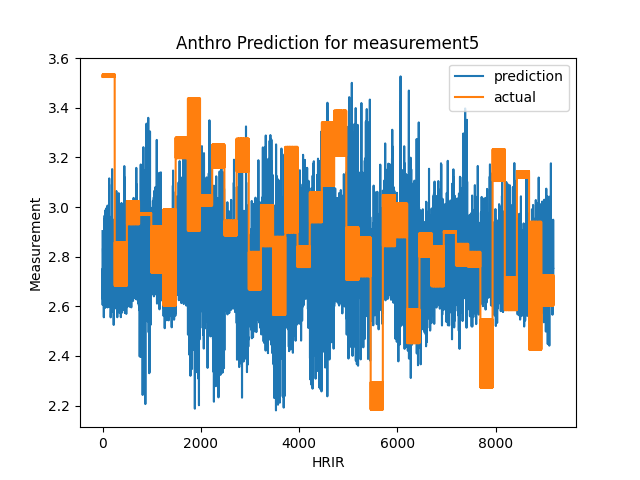 Anthro Prediction for measurement5
prediction
actual
Measurement
3.6
3.4
3.2
3.0
2.8
2.6
2.4
2.2
0
2000
4000
6000
8000
HRIR